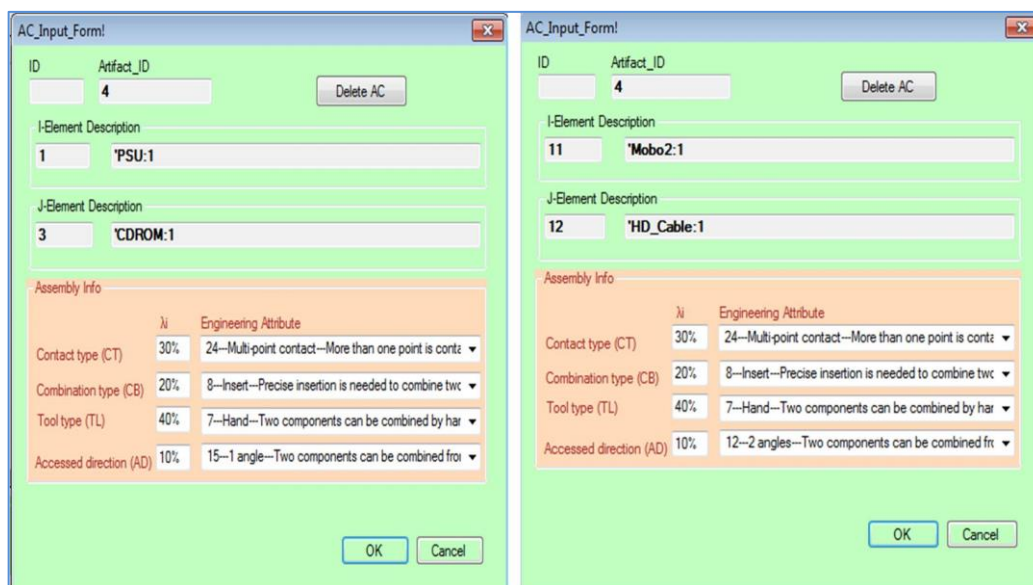 AC_Input_Form!
ID Artifact_ID
4 Delete AC
I-Element Description
1 'PSU:1
J-Element Description
3 'CDROM:1
Assembly Info
λi Engineering Attribute
Contact type (CT) 30% 24---Multi-point contact---More than one point is conta
Combination type (CB) 20% 8---Insert---Precise insertion is needed to combine twc
Tool type (TL) 40% 7---Hand---Two components can be combined by har
Accessed direction (AD) 10% 15---1 angle---Two components can be combined froi
OK Cancel
AC_Input_Form!
ID Artifact_ID
4 Delete AC
I-Element Description
11 'Mobo2:1
J-Element Description
12 'HD_Cable:1
Assembly Info
λi Engineering Attribute
Contact type (CT) 30% 24---Multi-point contact---More than one point is conta
Combination type (CB) 20% 8---Insert---Precise insertion is needed to combine twc
Tool type (TL) 40% 7---Hand---Two components can be combined by har
Accessed direction (AD) 10% 12---2 angles---Two components can be combined fro
OK Cancel